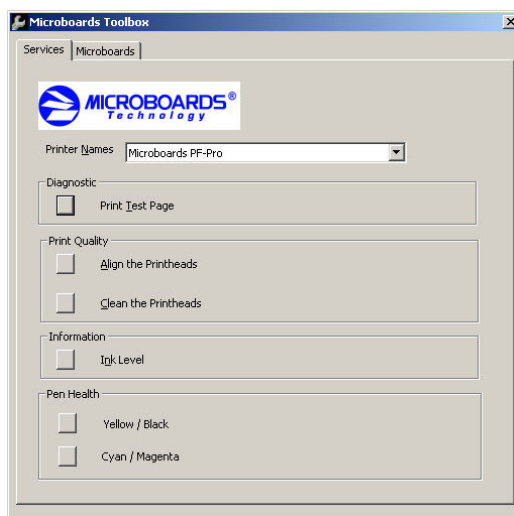 Microboards Toolbox
Services Microboards
MICROBOARDS®
Technology
Printer Names Microboards PF-Pro
Diagnostic
Print Test Page
Print Quality
Align the Printheads
Clean the Printheads
Information
Ink Level
Pen Health
Yellow / Black
Cyan / Magenta